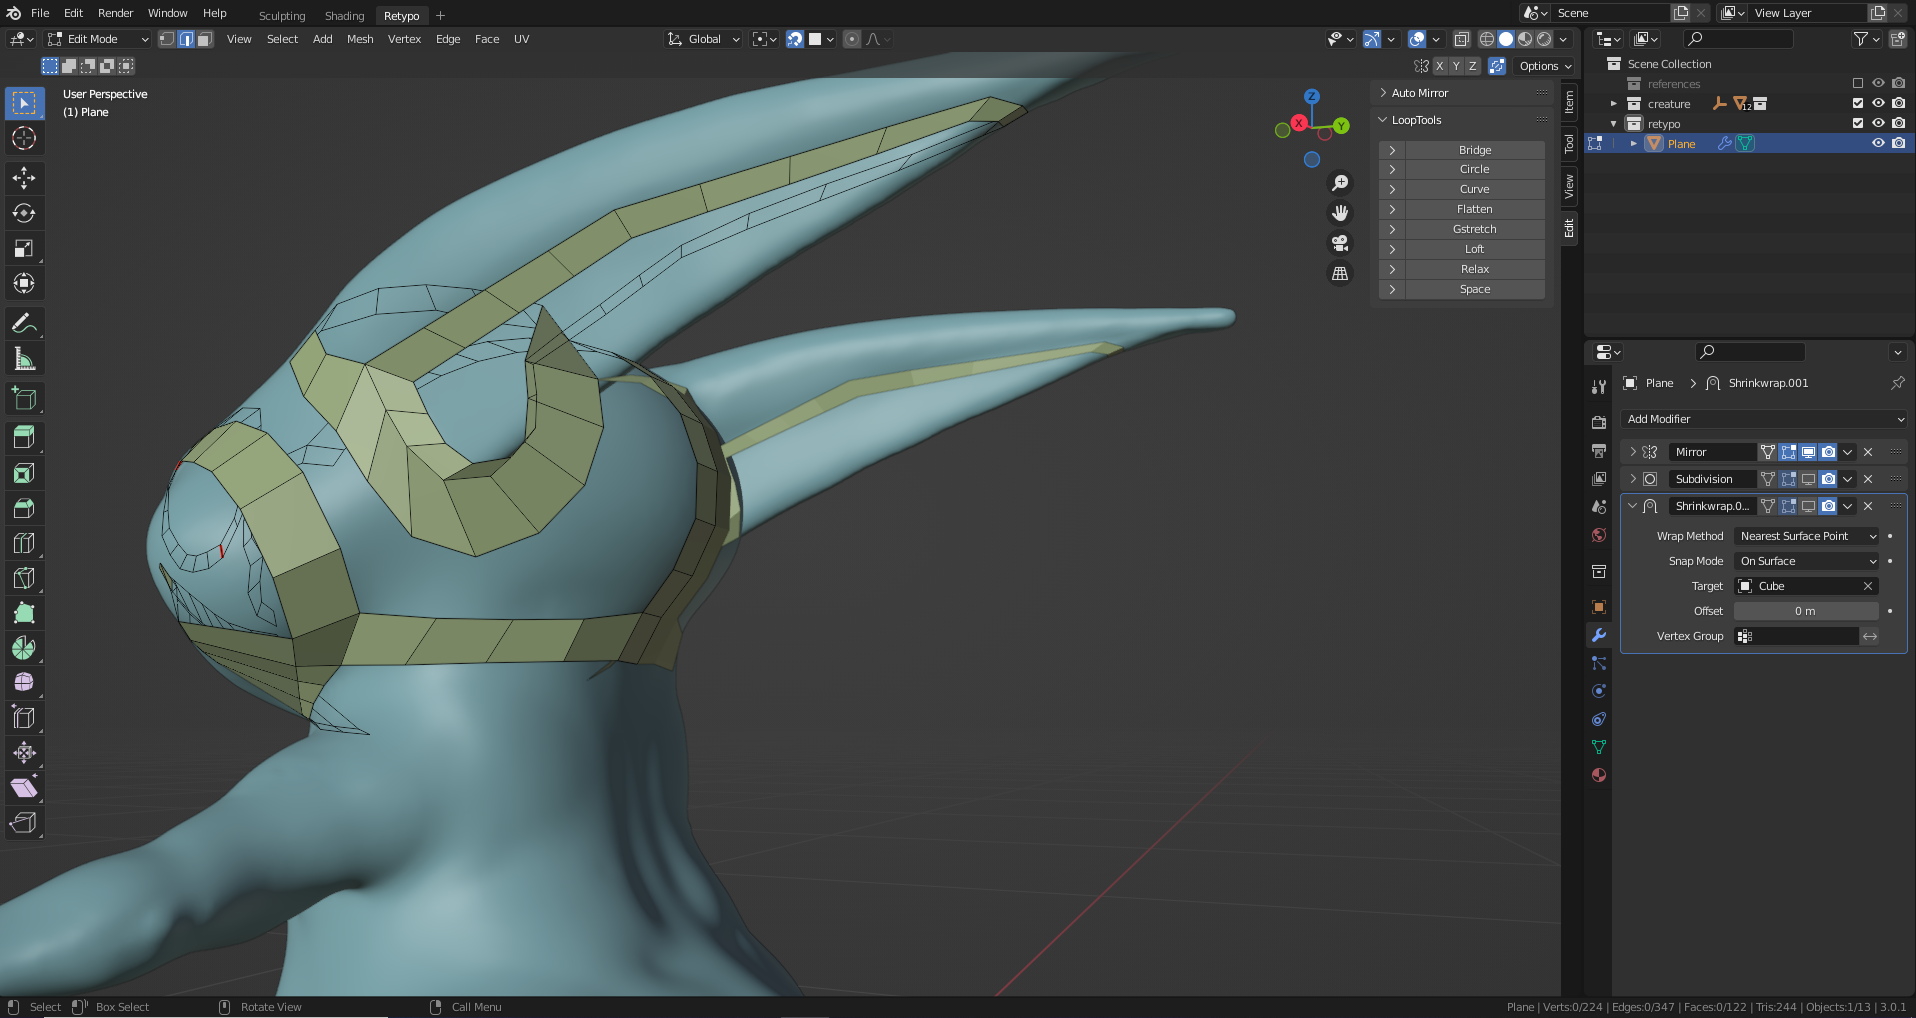 File Edit Render Window Help Sculpting Shading Retypo + Scene View Layer
Edit Mode View Select Add Mesh Vertex Edge Face UV Global
X Y Z Options
User Perspective
(1) Plane
Z
X
Y
Auto Mirror
LoopTools
Bridge
Circle
Curve
Flatten
Gstretch
Loft
Relax
Space
Item
Tool
View
Edit
Scene Collection
references
creature 12
retypo
Plane
Plane Shrinkwrap.001
Add Modifier
Mirror
Subdivision
Shrinkwrap.0...
Wrap Method Nearest Surface Point
Snap Mode On Surface
Target Cube
Offset 0 m
Vertex Group
Select Box Select Rotate View Call Menu Plane | Verts:0/224 | Edges:0/347 | Faces:0/122 | Tris:244 | Objects:1/13 | 3.0.1